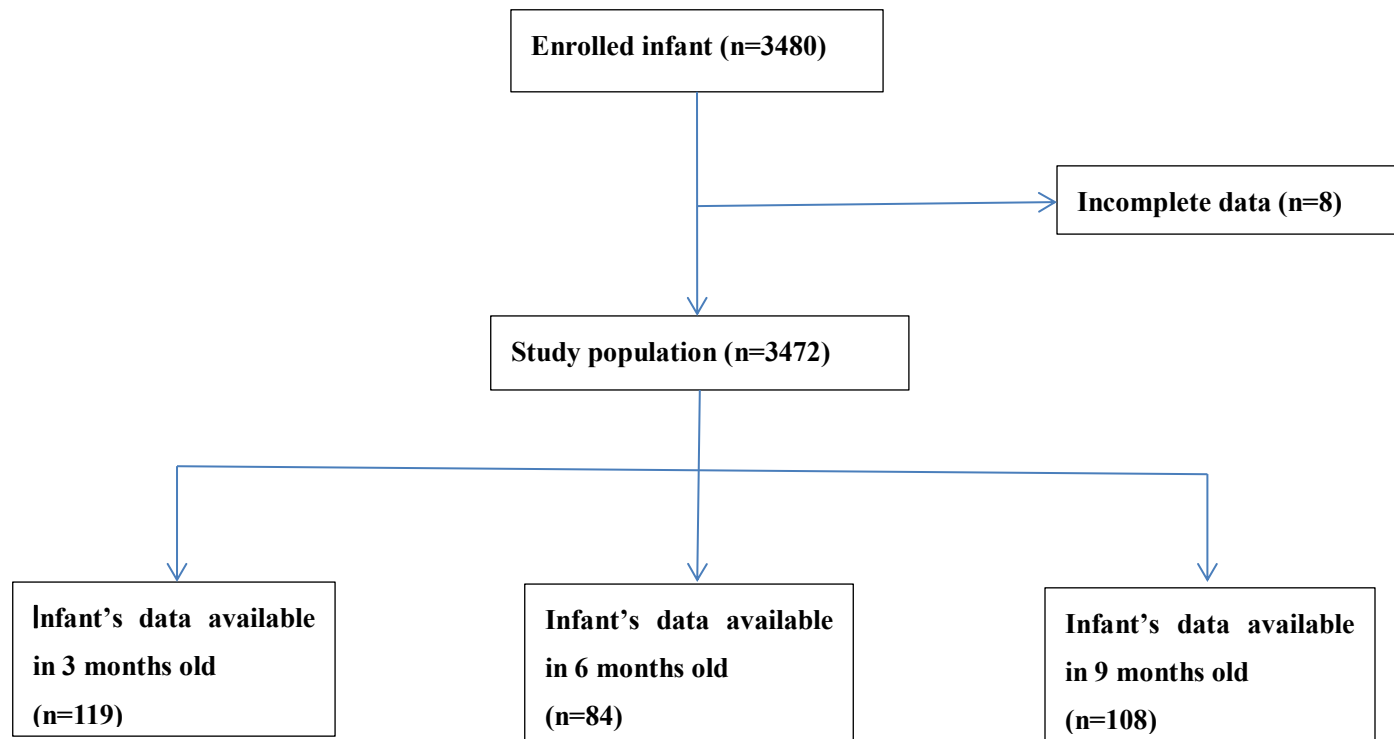 Enrolled infant (n=3480)
Incomplete data (n=8)
Study population (n=3472)
Infant’s data available
in 3 months old
(n=119)
Infant’s data available
in 6 months old
(n=84)
Infant’s data available
in 9 months old
(n=108)